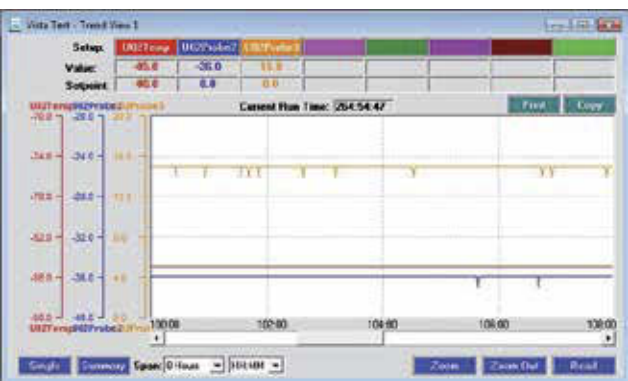 Vista Test - Trend View 1
Setup: U02Temp U02Probe2 U02Probe3
Value: -85.0 -36.0 15.0
Setpoint: -85.0 0.0 0.0
Current Run Time: 264:54:47
Print Copy
-70.0 -20.0 20.0
-74.0 -24.0 16.0
-78.0 -28.0 12.0
-82.0 -32.0 8.0
-86.0 -36.0 4.0
-90.0 -40.0 0.0
100:00 102:00 104:00 106:00 108:00
Single Summary Span: 8 Hours HH:MM Zoom Zoom Out Reset